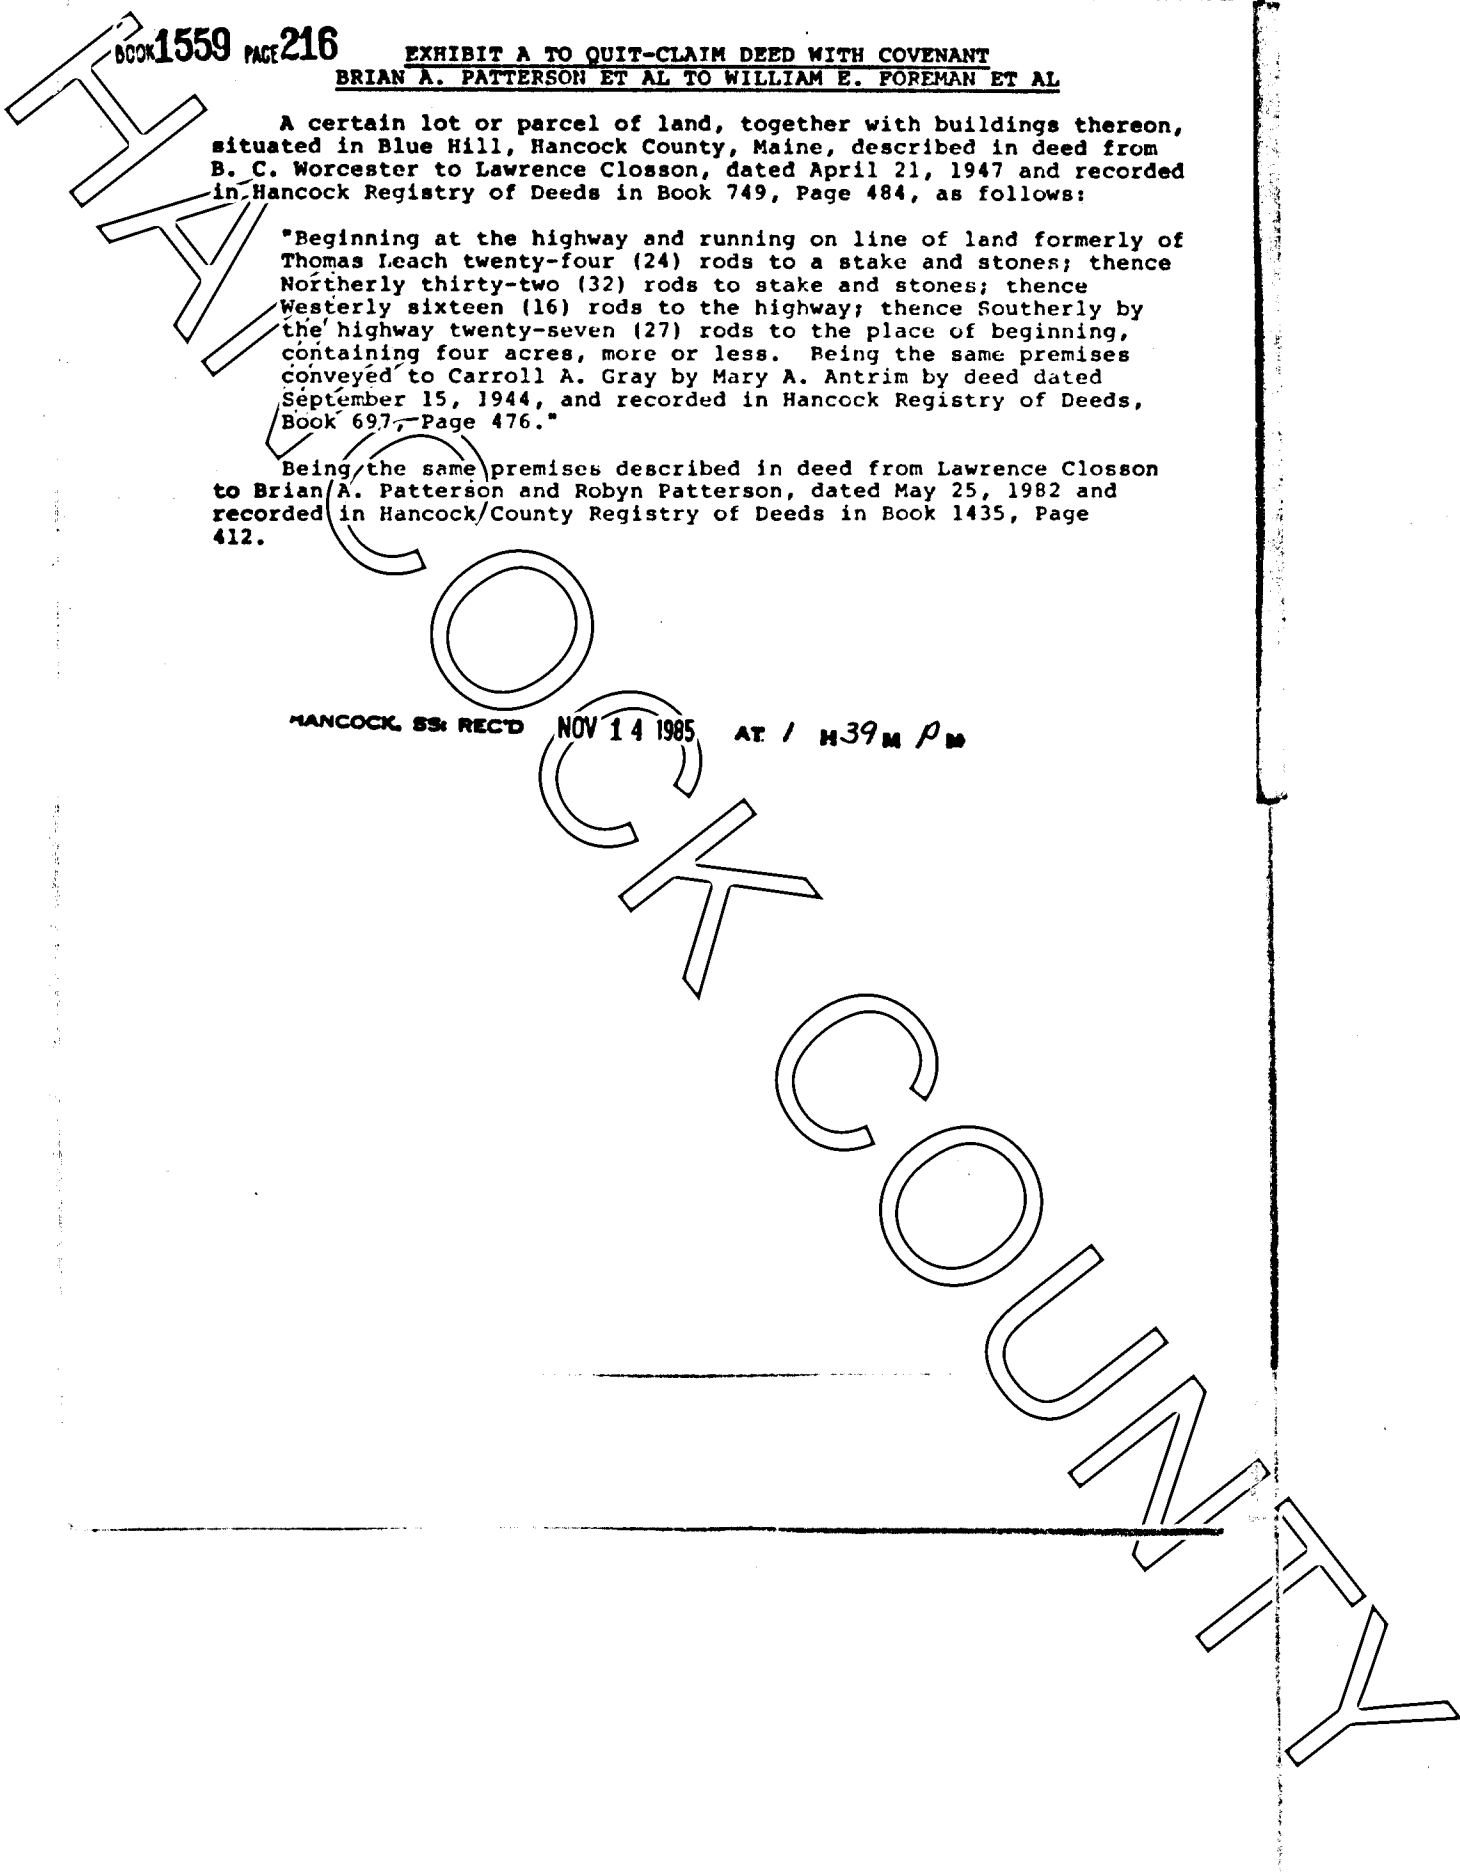 BOOK 1559 PAGE 216
EXHIBIT A TO QUIT-CLAIM DEED WITH COVENANT
BRIAN A. PATTERSON ET AL TO WILLIAM E. FOREMAN ET AL
A certain lot or parcel of land, together with buildings thereon,
situated in Blue Hill, Hancock County, Maine, described in deed from
B. C. Worcester to Lawrence Closson, dated April 21, 1947 and recorded
in Hancock Registry of Deeds in Book 749, Page 484, as follows:
"Beginning at the highway and running on line of land formerly of
Thomas Leach twenty-four (24) rods to a stake and stones; thence
Northerly thirty-two (32) rods to stake and stones; thence
Westerly sixteen (16) rods to the highway; thence Southerly by
the highway twenty-seven (27) rods to the place of beginning,
containing four acres, more or less. Being the same premises
conveyed to Carroll A. Gray by Mary A. Antrim by deed dated
September 15, 1944, and recorded in Hancock Registry of Deeds,
Book 697, Page 476."
Being the same premises described in deed from Lawrence Closson
to Brian A. Patterson and Robyn Patterson, dated May 25, 1982 and
recorded in Hancock County Registry of Deeds in Book 1435, Page
412.
HANCOCK, SS: REC'D NOV 14 1985 AT 1 H 39 M P M
HANCOCK COUNTY